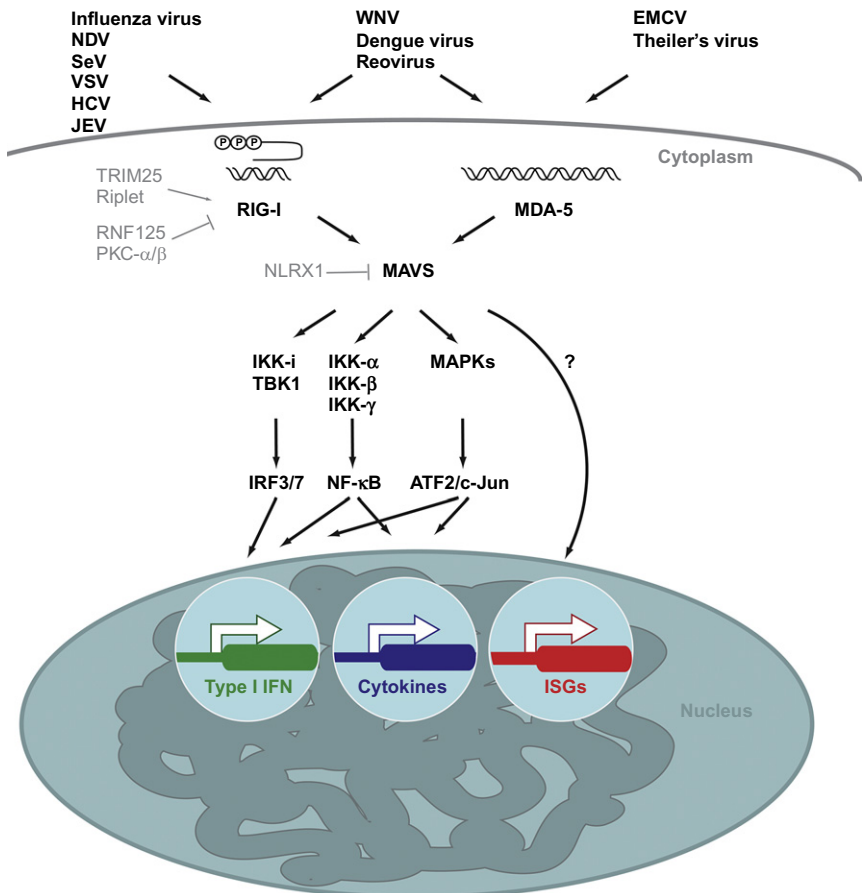 Influenza virus
NDV
SeV
VSV
HCV
JEV
WNV
Dengue virus
Reovirus
EMCV
Theiler's virus
Cytoplasm
P P P
TRIM25
Riplet
RIG-I
MDA-5
RNF125
PKC-α/β
NLRX1
MAVS
IKK-i
TBK1
IKK-α
IKK-β
IKK-γ
MAPKs
?
IRF3/7
NF-κB
ATF2/c-Jun
Type I IFN
Cytokines
ISGs
Nucleus